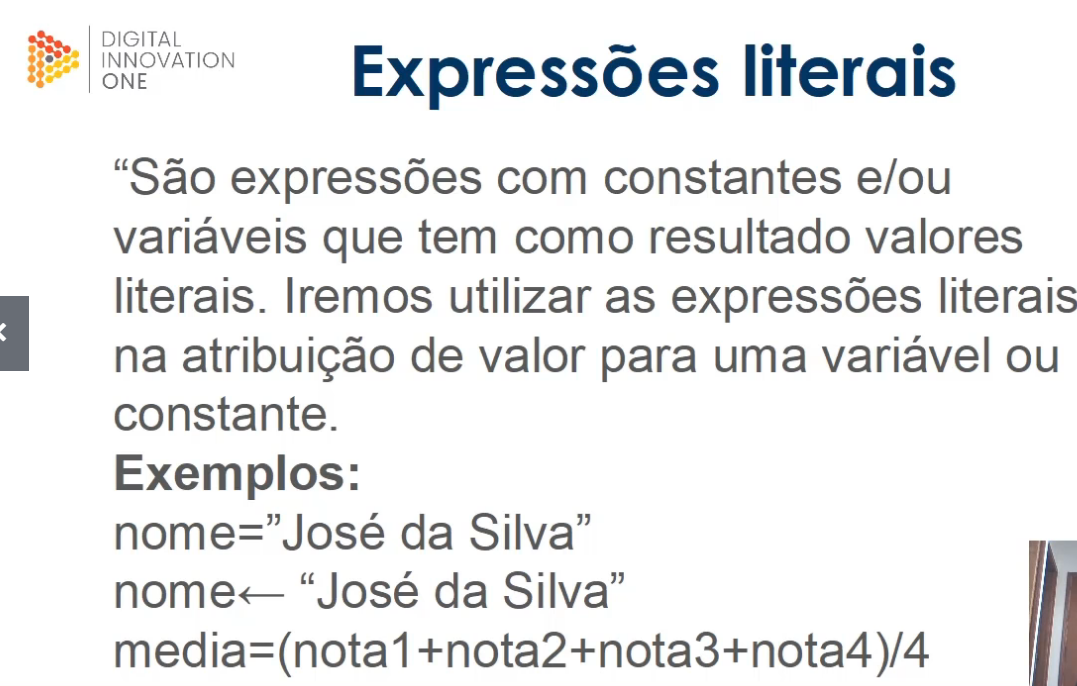 DIGITAL
INNOVATION
ONE
Expressões literais
“São expressões com constantes e/ou
variáveis que tem como resultado valores
literais. Iremos utilizar as expressões literais
na atribuição de valor para uma variável ou
constante.
Exemplos:
nome=”José da Silva”
nome← “José da Silva”
media=(nota1+nota2+nota3+nota4)/4